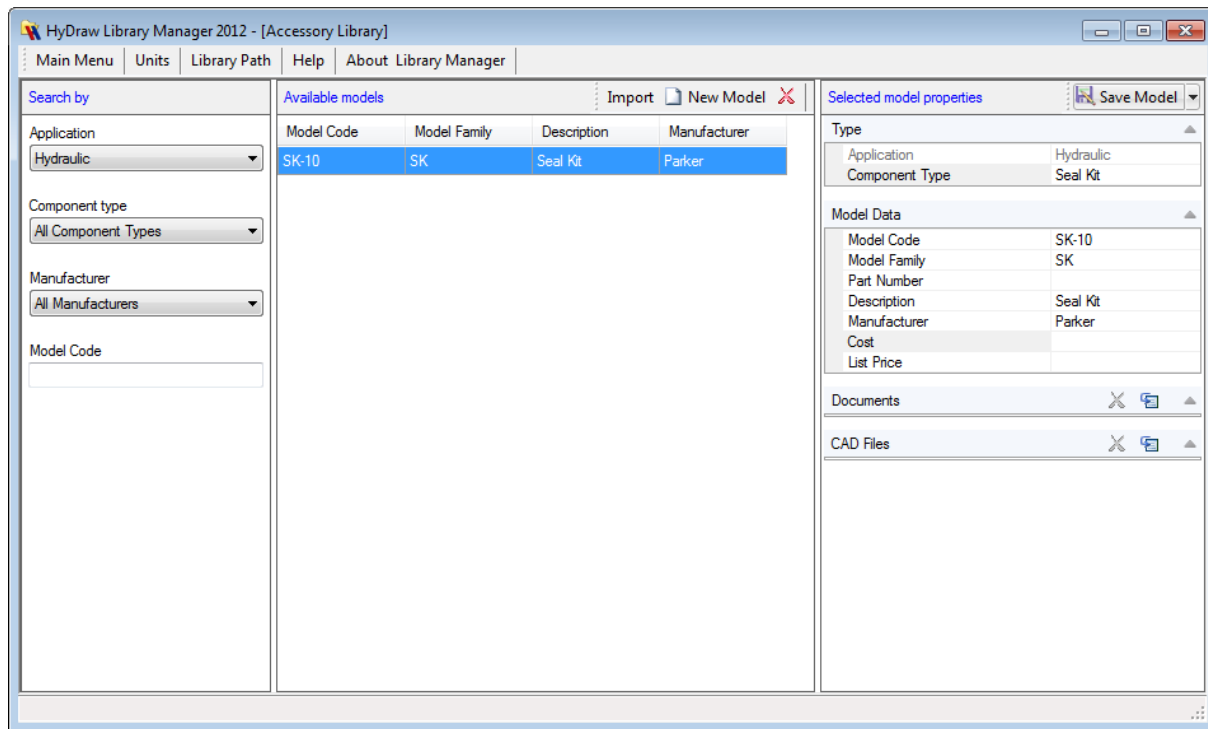 HyDraw Library Manager 2012 - [Accessory Library]
Main Menu Units Library Path Help About Library Manager
Search by
Application
Hydraulic
Component type
All Component Types
Manufacturer
All Manufacturers
Model Code
Available models Import New Model
Model Code Model Family Description Manufacturer
SK-10 SK Seal Kit Parker
Selected model properties Save Model
Type
Application Hydraulic
Component Type Seal Kit
Model Data
Model Code SK-10
Model Family SK
Part Number
Description Seal Kit
Manufacturer Parker
Cost
List Price
Documents
CAD Files